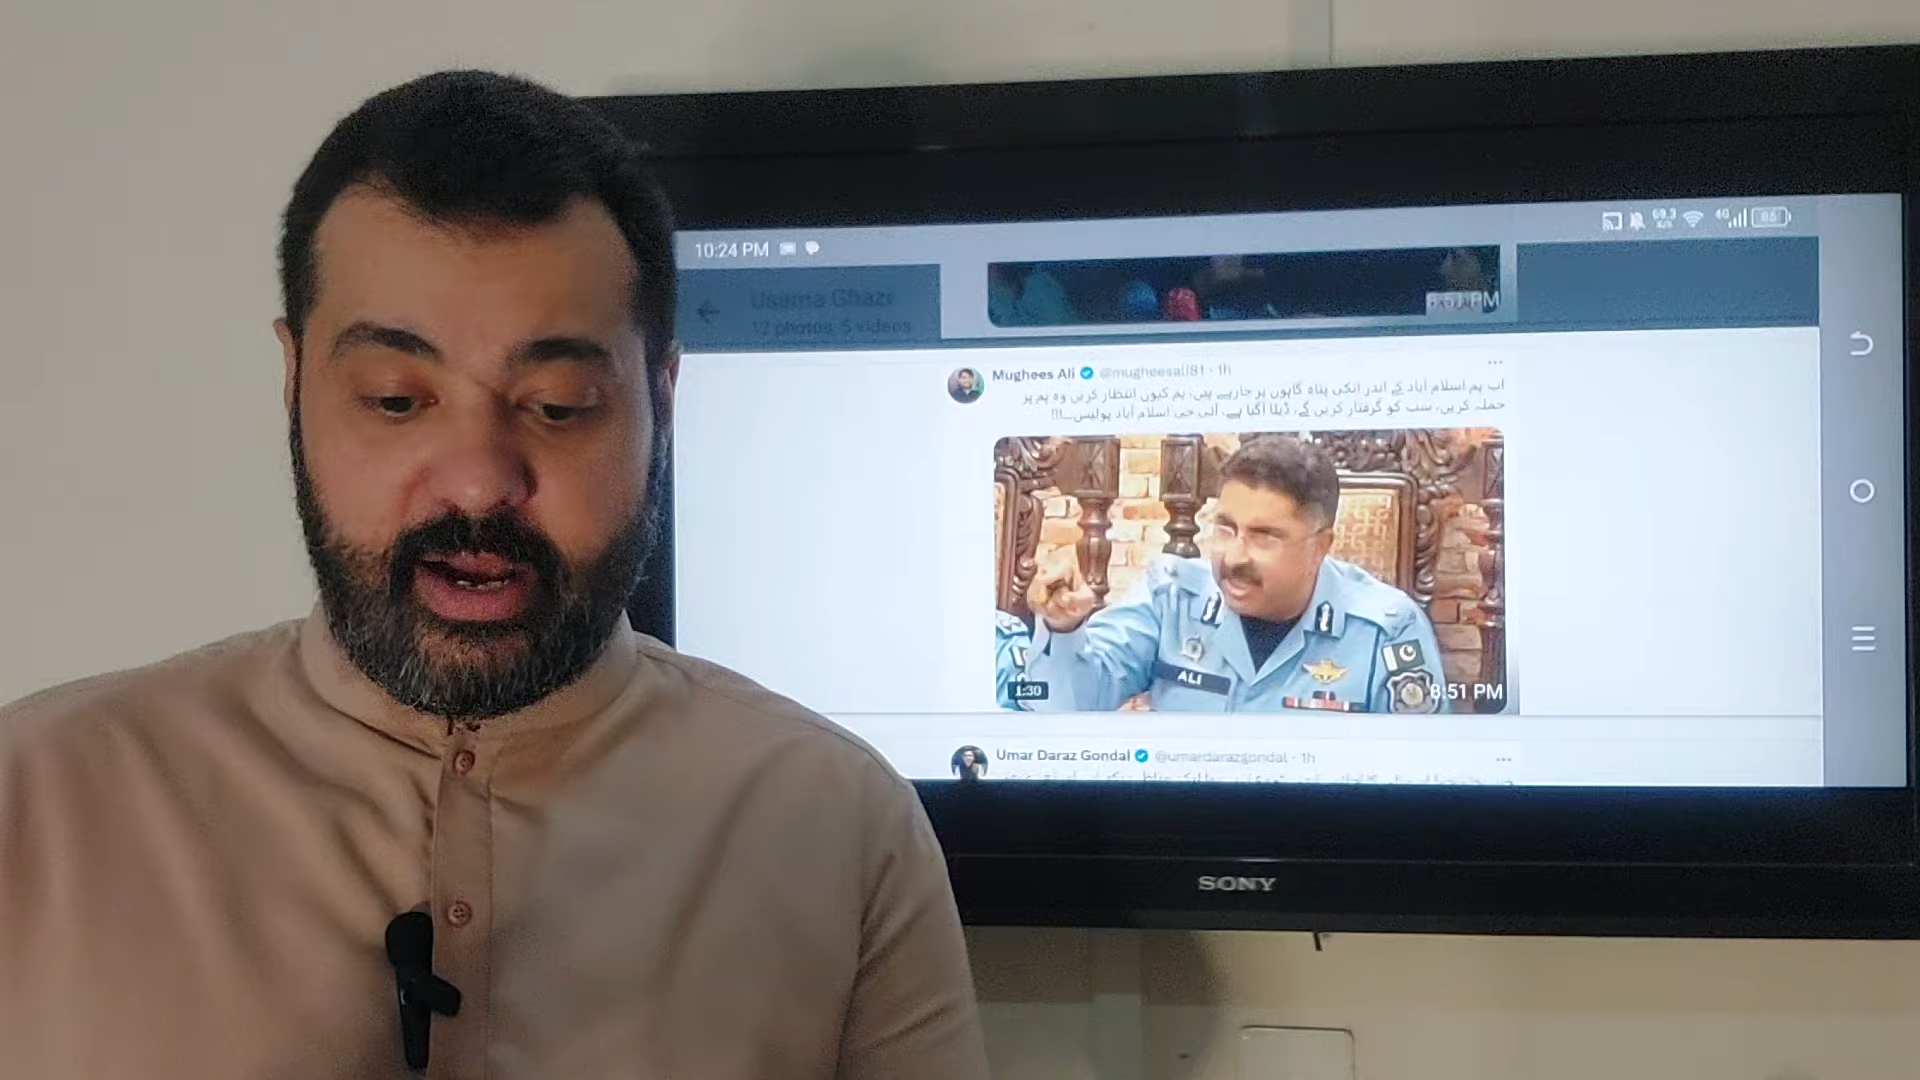 10:24 PM
4G
Usama Ghazi
12 photos, 5 videos
PM
Mughees Ali @mugheesali81 · 1h
اب ہم اسلام آباد کے اندر انکی پناہ گاہوں پر جارہے ہیں، ہم کیوں انتظار کریں وہ ہم پر
حملہ کریں، سب کو گرفتار کریں گے، ڈیٹا آگیا ہے، آئی جی اسلام آباد پولیس...!!!
ALI
1:30
8:51 PM
Umar Daraz Gondal @umardarazgondal · 1h
SONY